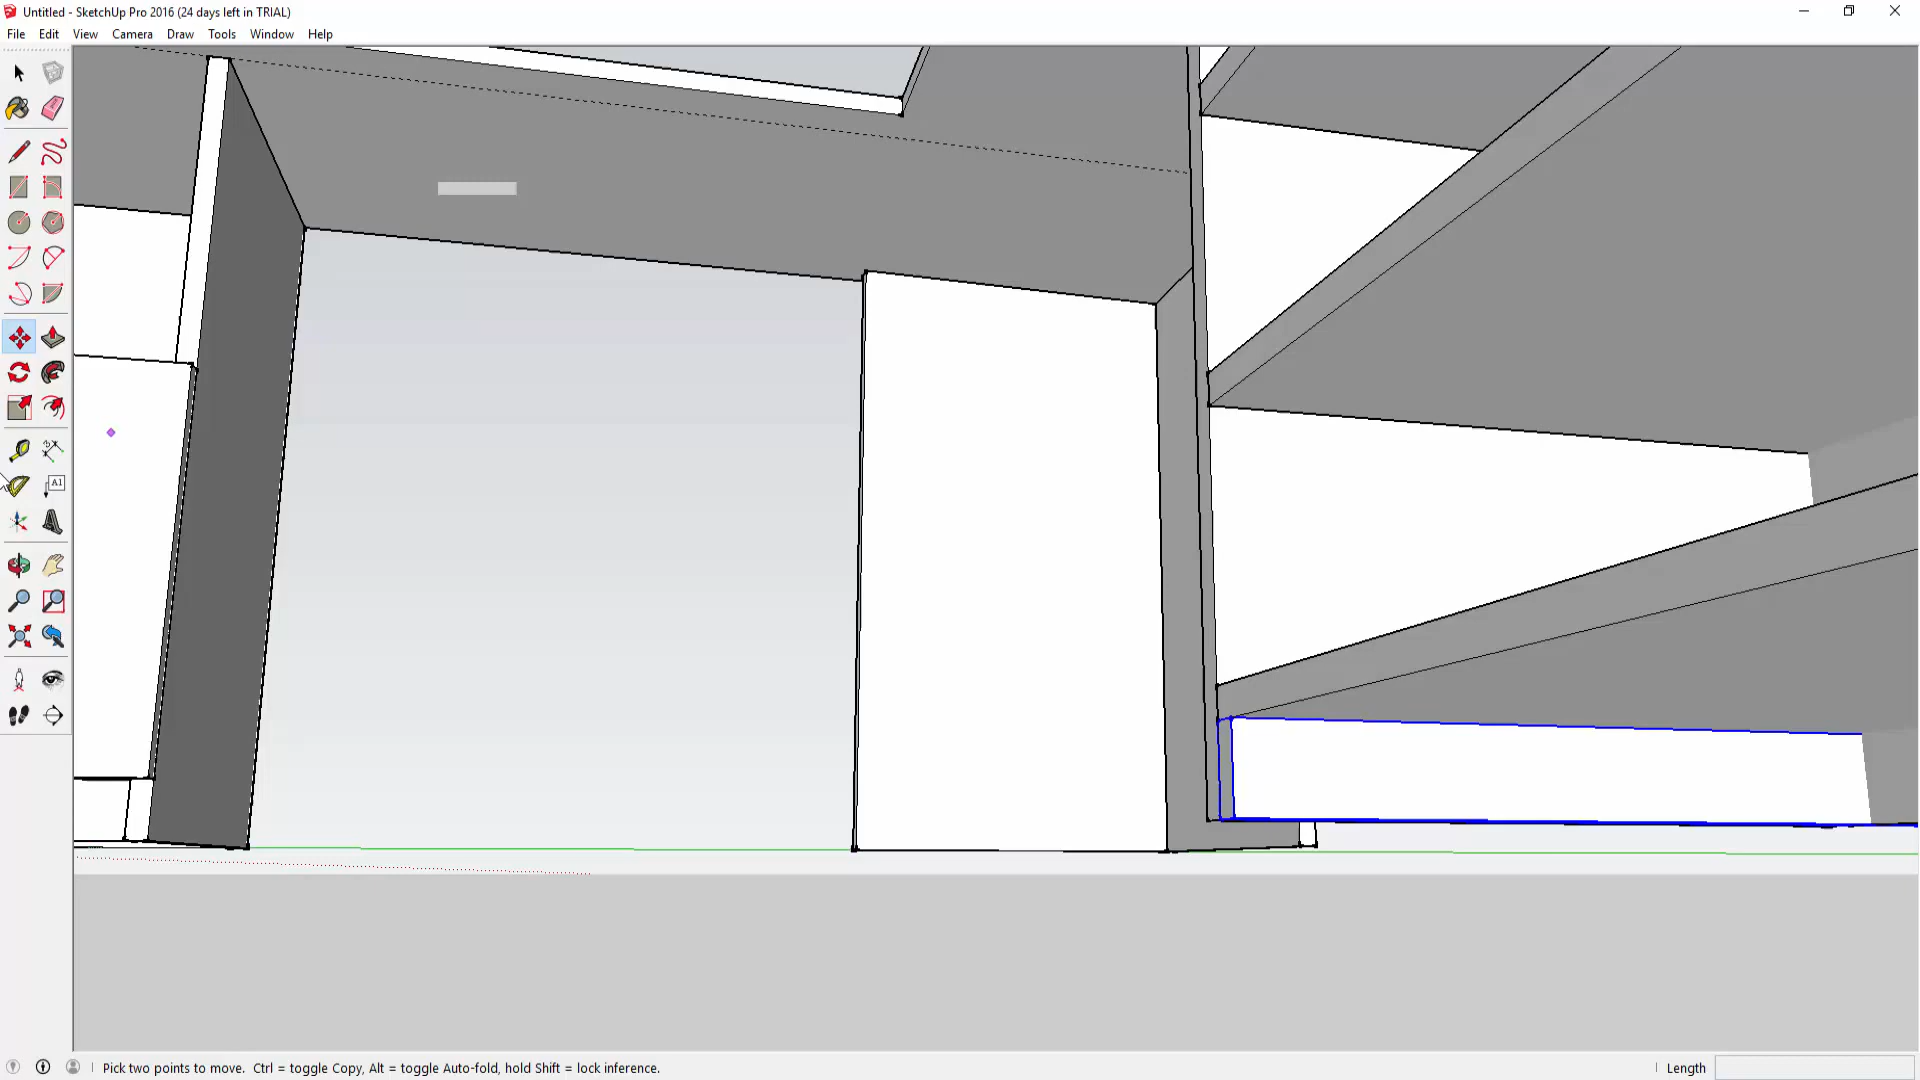 Untitled - SketchUp Pro 2016 (24 days left in TRIAL)
File Edit View Camera Draw Tools Window Help
A1
Pick two points to move. Ctrl = toggle Copy, Alt = toggle Auto-fold, hold Shift = lock inference.
Length